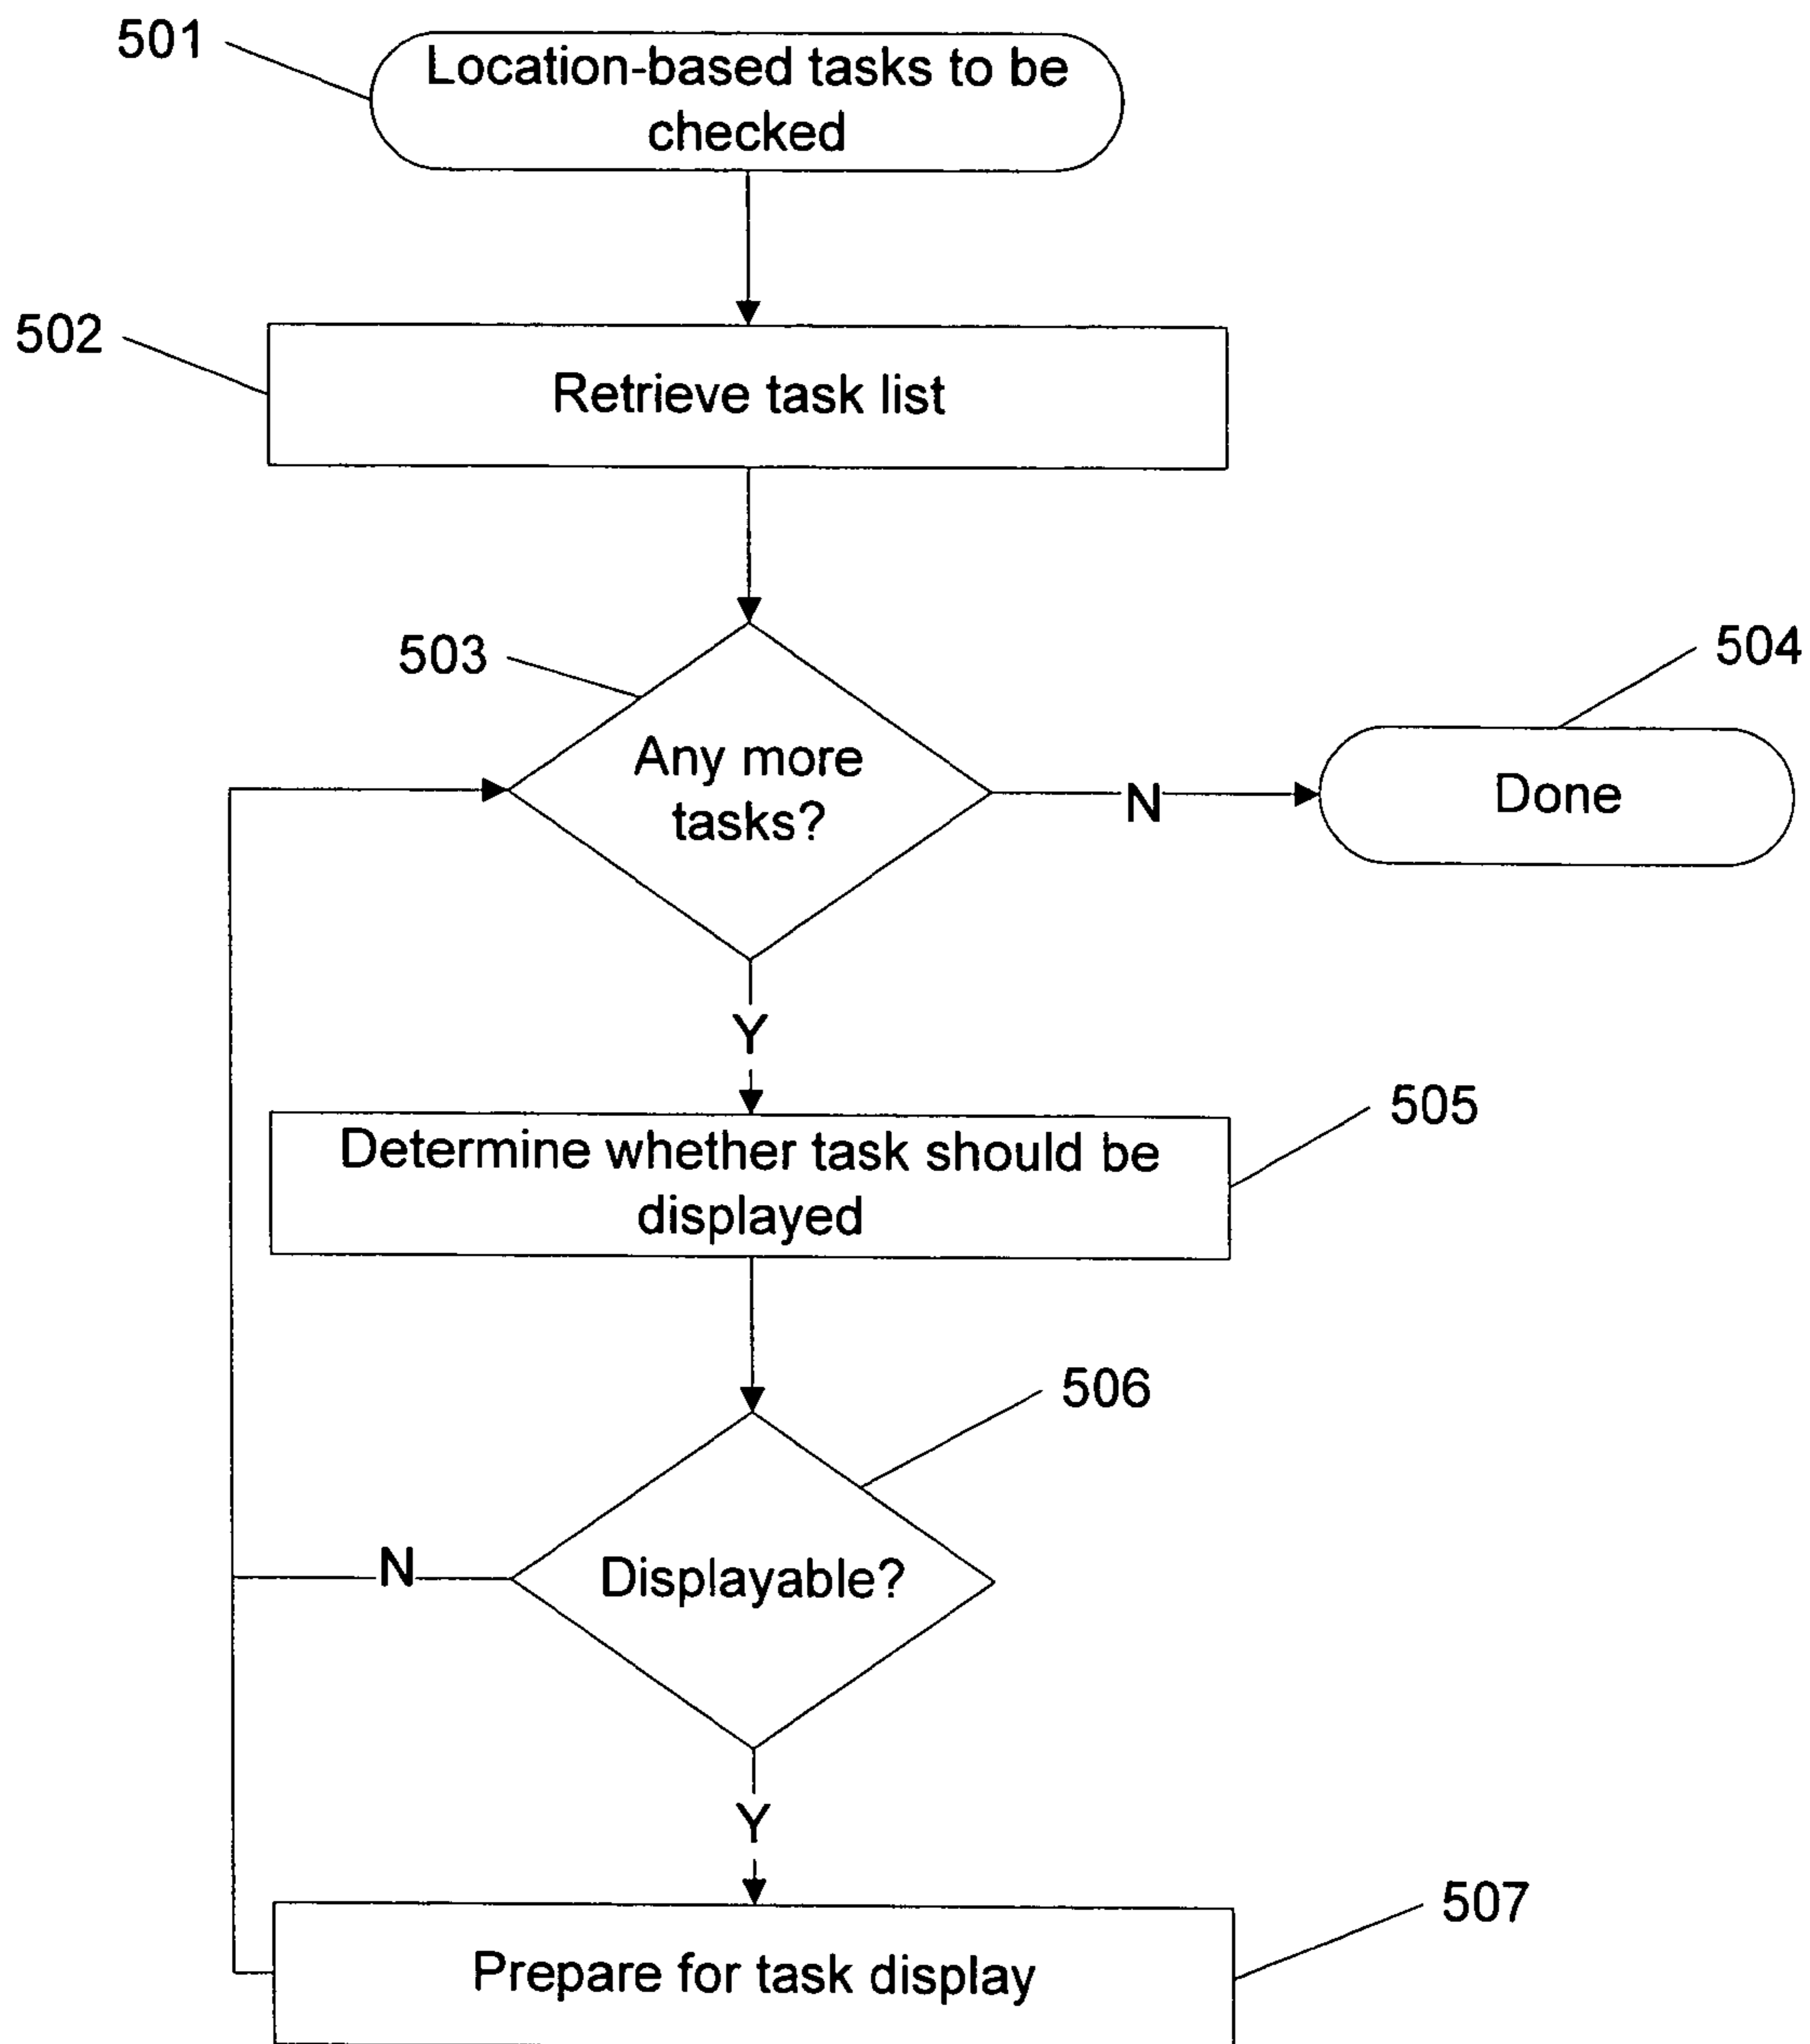 501
Location-based tasks to be
checked
502
Retrieve task list
503
Any more
tasks?
N
504
Done
Y
505
Determine whether task should be
displayed
506
Displayable?
N
Y
507
Prepare for task display